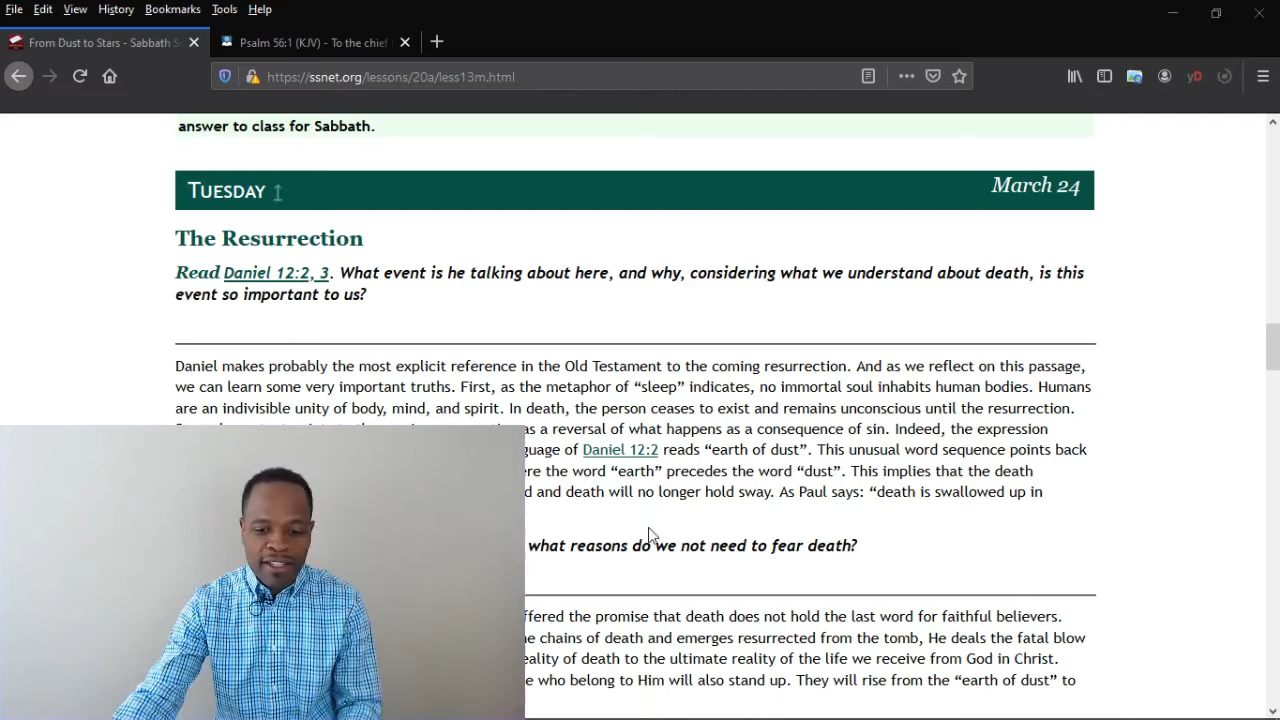 File Edit View History Bookmarks Tools Help
From Dust to Stars - Sabbath S
Psalm 56:1 (KJV) - To the chief
https://ssnet.org/lessons/20a/less13m.html
yD
answer to class for Sabbath.
TUESDAY
March 24
The Resurrection
Read Daniel 12:2, 3. What event is he talking about here, and why, considering what we understand about death, is this
event so important to us?
Daniel makes probably the most explicit reference in the Old Testament to the coming resurrection. And as we reflect on this passage,
we can learn some very important truths. First, as the metaphor of “sleep” indicates, no immortal soul inhabits human bodies. Humans
are an indivisible unity of body, mind, and spirit. In death, the person ceases to exist and remains unconscious until the resurrection.
as a reversal of what happens as a consequence of sin. Indeed, the expression
guage of Daniel 12:2 reads “earth of dust”. This unusual word sequence points back
re the word “earth” precedes the word “dust”. This implies that the death
d and death will no longer hold sway. As Paul says: “death is swallowed up in
what reasons do we not need to fear death?
ffered the promise that death does not hold the last word for faithful believers.
e chains of death and emerges resurrected from the tomb, He deals the fatal blow
eality of death to the ultimate reality of the life we receive from God in Christ.
e who belong to Him will also stand up. They will rise from the “earth of dust” to